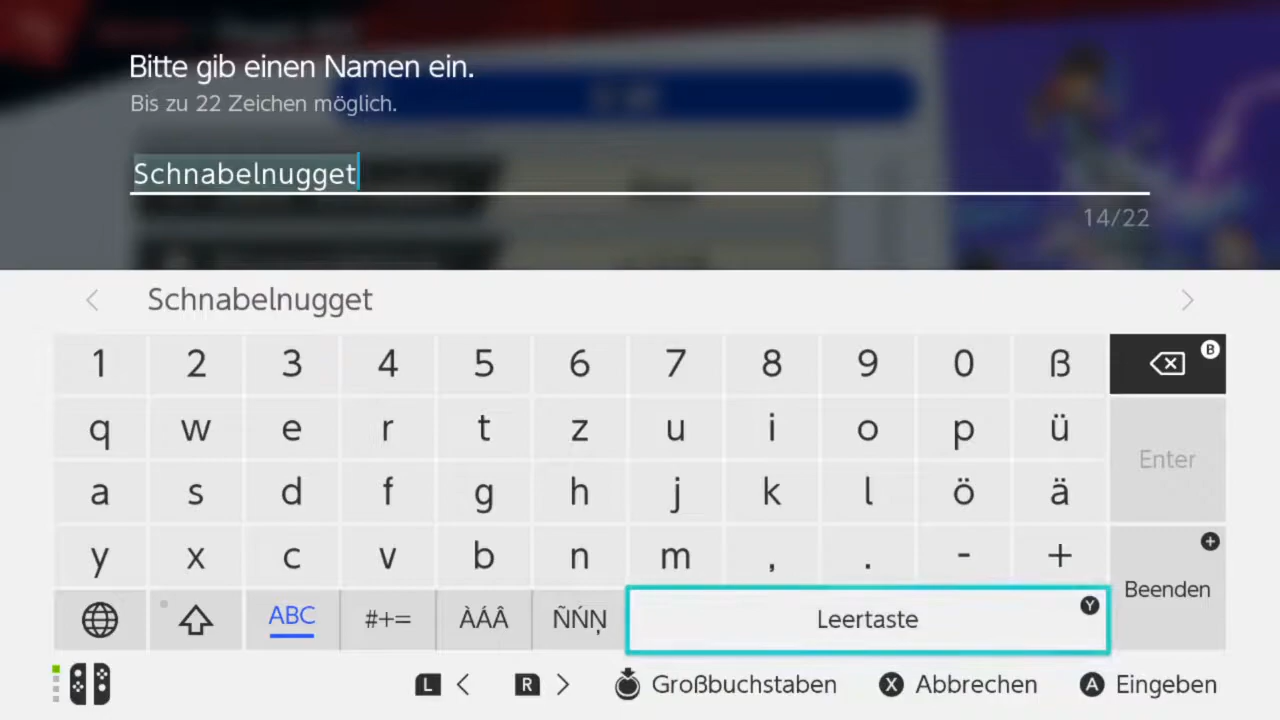 Bitte gib einen Namen ein.
Bis zu 22 Zeichen möglich.
Schnabelnugget
14/22
Schnabelnugget
1 2 3 4 5 6 7 8 9 0 ß B
q w e r t z u i o p ü
Enter
a s d f g h j k l ö ä
y x c v b n m , . - +
Beenden
ABC #+= ÀÁÂ ÑŃŅ Leertaste Y
L R Großbuchstaben X Abbrechen A Eingeben